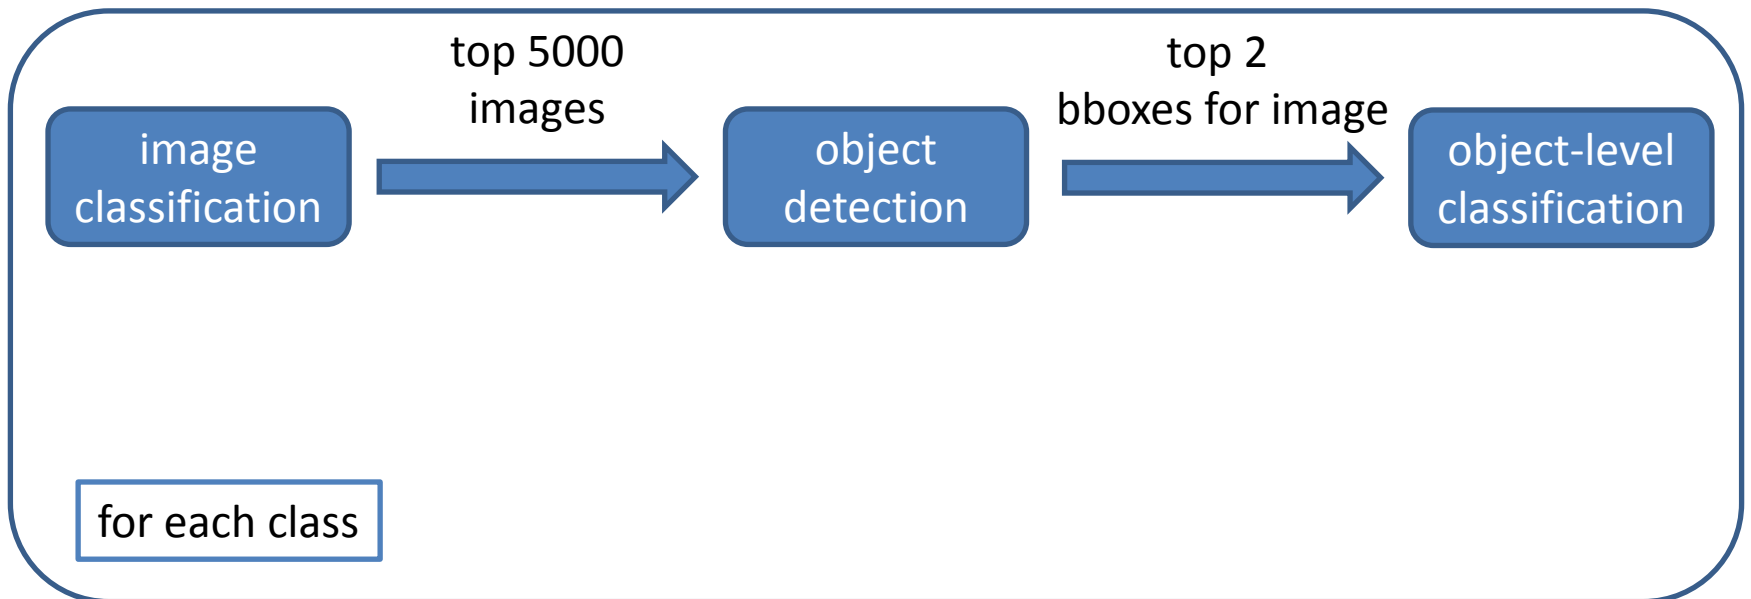 image
classification
top 5000
images
object
detection
top 2
bboxes for image
object-level
classification
for each class